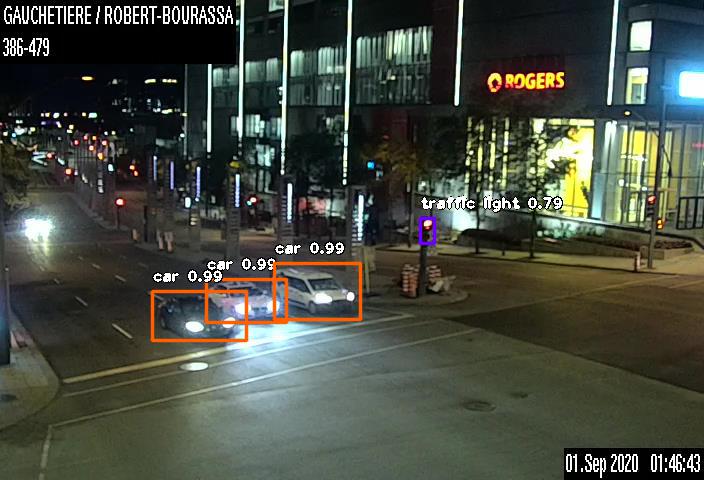 GAUCHETIERE / ROBERT-BOURASSA
386-479
ROGERS
traffic light 0.79
car 0.99
car 0.99
car 0.99
01.Sep 2020 01:46:43